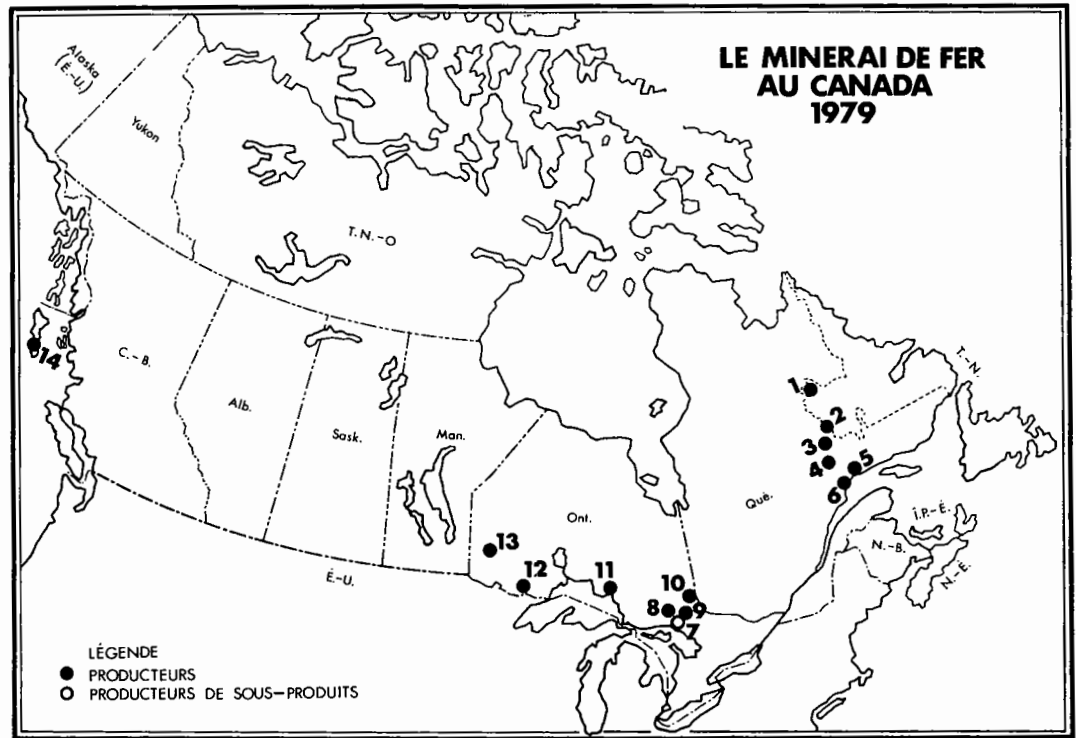 LE MINERAI DE FER
AU CANADA
1979
Alaska
(É.-U.)
Yukon
T.N.-O
C.-B.
Alb.
Sask.
Man.
Ont.
Qué.
T.-N.
Î.P.-É.
N.-B.
N.-É.
É.-U.
1
2
3
4
5
6
7
8
9
10
11
12
13
14
LÉGENDE
PRODUCTEURS
PRODUCTEURS DE SOUS-PRODUITS